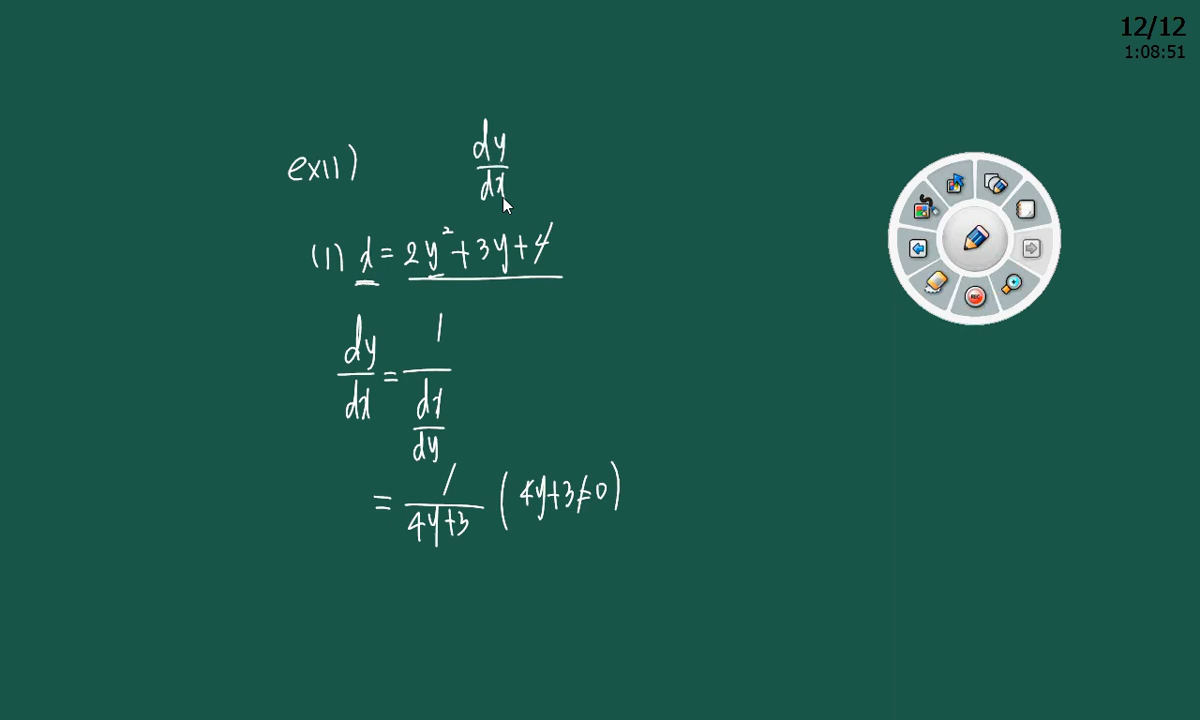 12/12
1:08:51
ex11)
dy
dx
(1) x = 2y² + 3y + 4
dy/dx = 1/(dx/dy)
= 1/(4y+3) (4y+3≠0)
REC